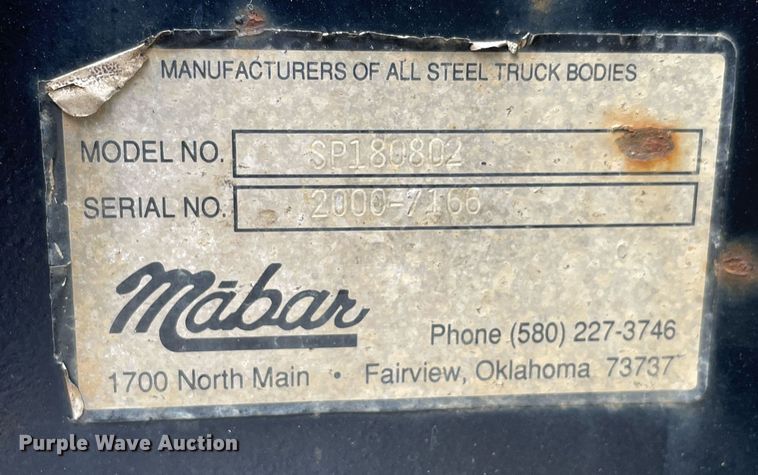 MANUFACTURERS OF ALL STEEL TRUCK BODIES
MODEL NO. SP180802
SERIAL NO. 2000-7166
Mābar
Phone (580) 227-3746
1700 North Main • Fairview, Oklahoma 73737
Purple Wave Auction